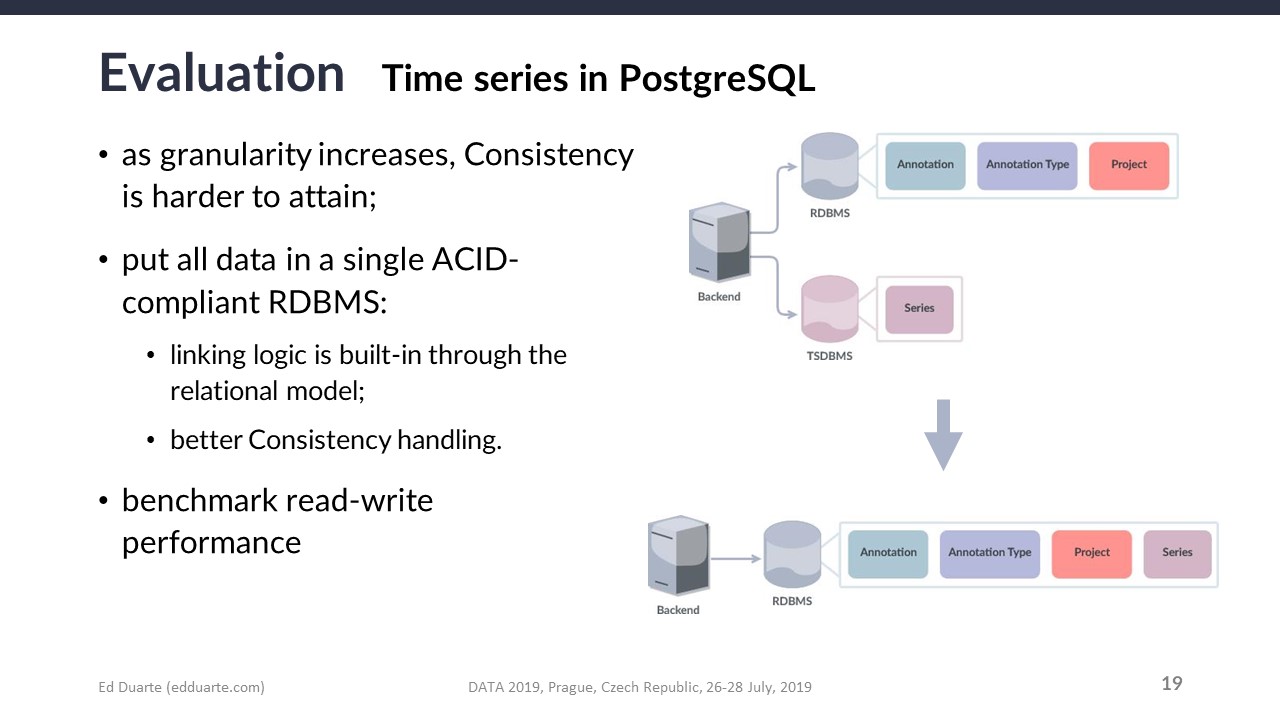 Evaluation Time series in PostgreSQL
• as granularity increases, Consistency
is harder to attain;
• put all data in a single ACID-
compliant RDBMS:
• linking logic is built-in through the
relational model;
• better Consistency handling.
• benchmark read-write
performance
Annotation Annotation Type Project
RDBMS
Backend
Series
TSDBMS
Annotation Annotation Type Project Series
RDBMS
Backend
Ed Duarte (edduarte.com) DATA 2019, Prague, Czech Republic, 26-28 July, 2019 19